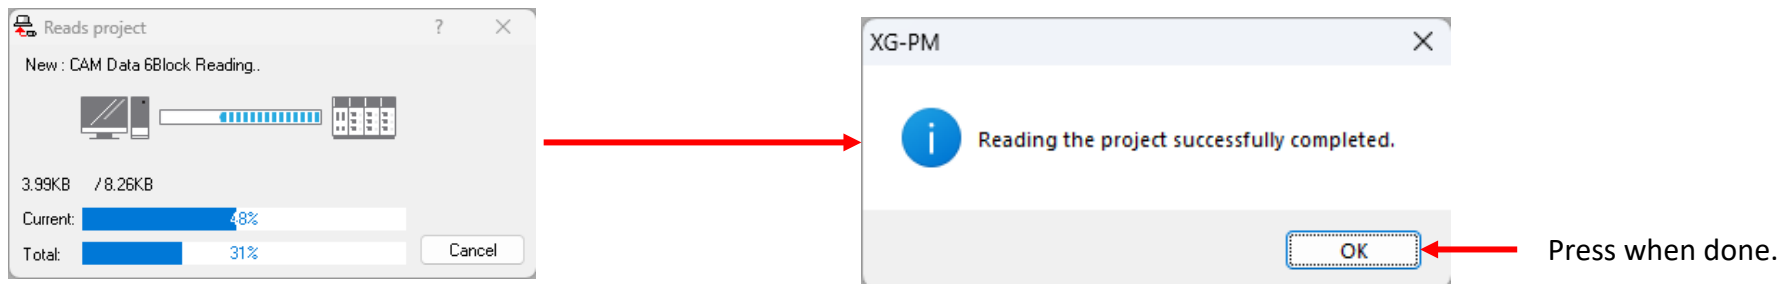 Reads project
New : CAM Data 6Block Reading..
3.99KB / 8.26KB
Current: 48%
Total: 31%
Cancel
XG-PM
Reading the project successfully completed.
OK
Press when done.